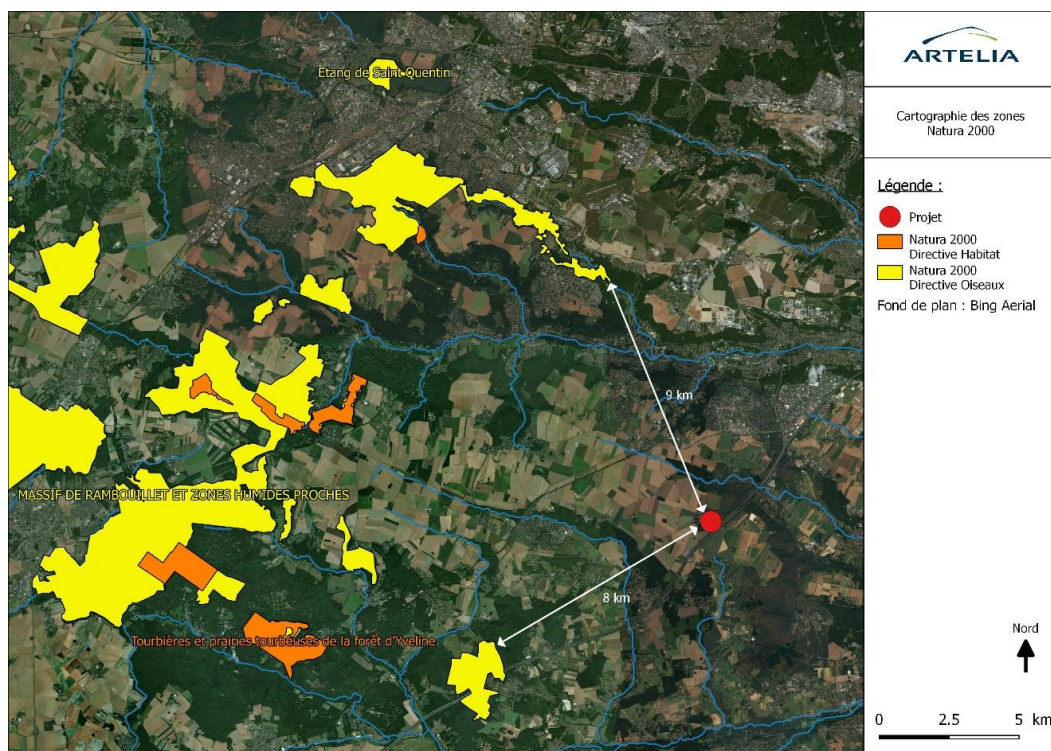 Etang de Saint Quentin
9 km
MASSIF DE RAMBOUILLET ET ZONES HUMIDES PROCHES
8 km
Tourbières et prairies tourbeuses de la forêt d'Yveline
ARTELIA
Cartographie des zones
Natura 2000
Légende :
Projet
Natura 2000
Directive Habitat
Natura 2000
Directive Oiseaux
Fond de plan : Bing Aerial
Nord
0 2.5 5 km